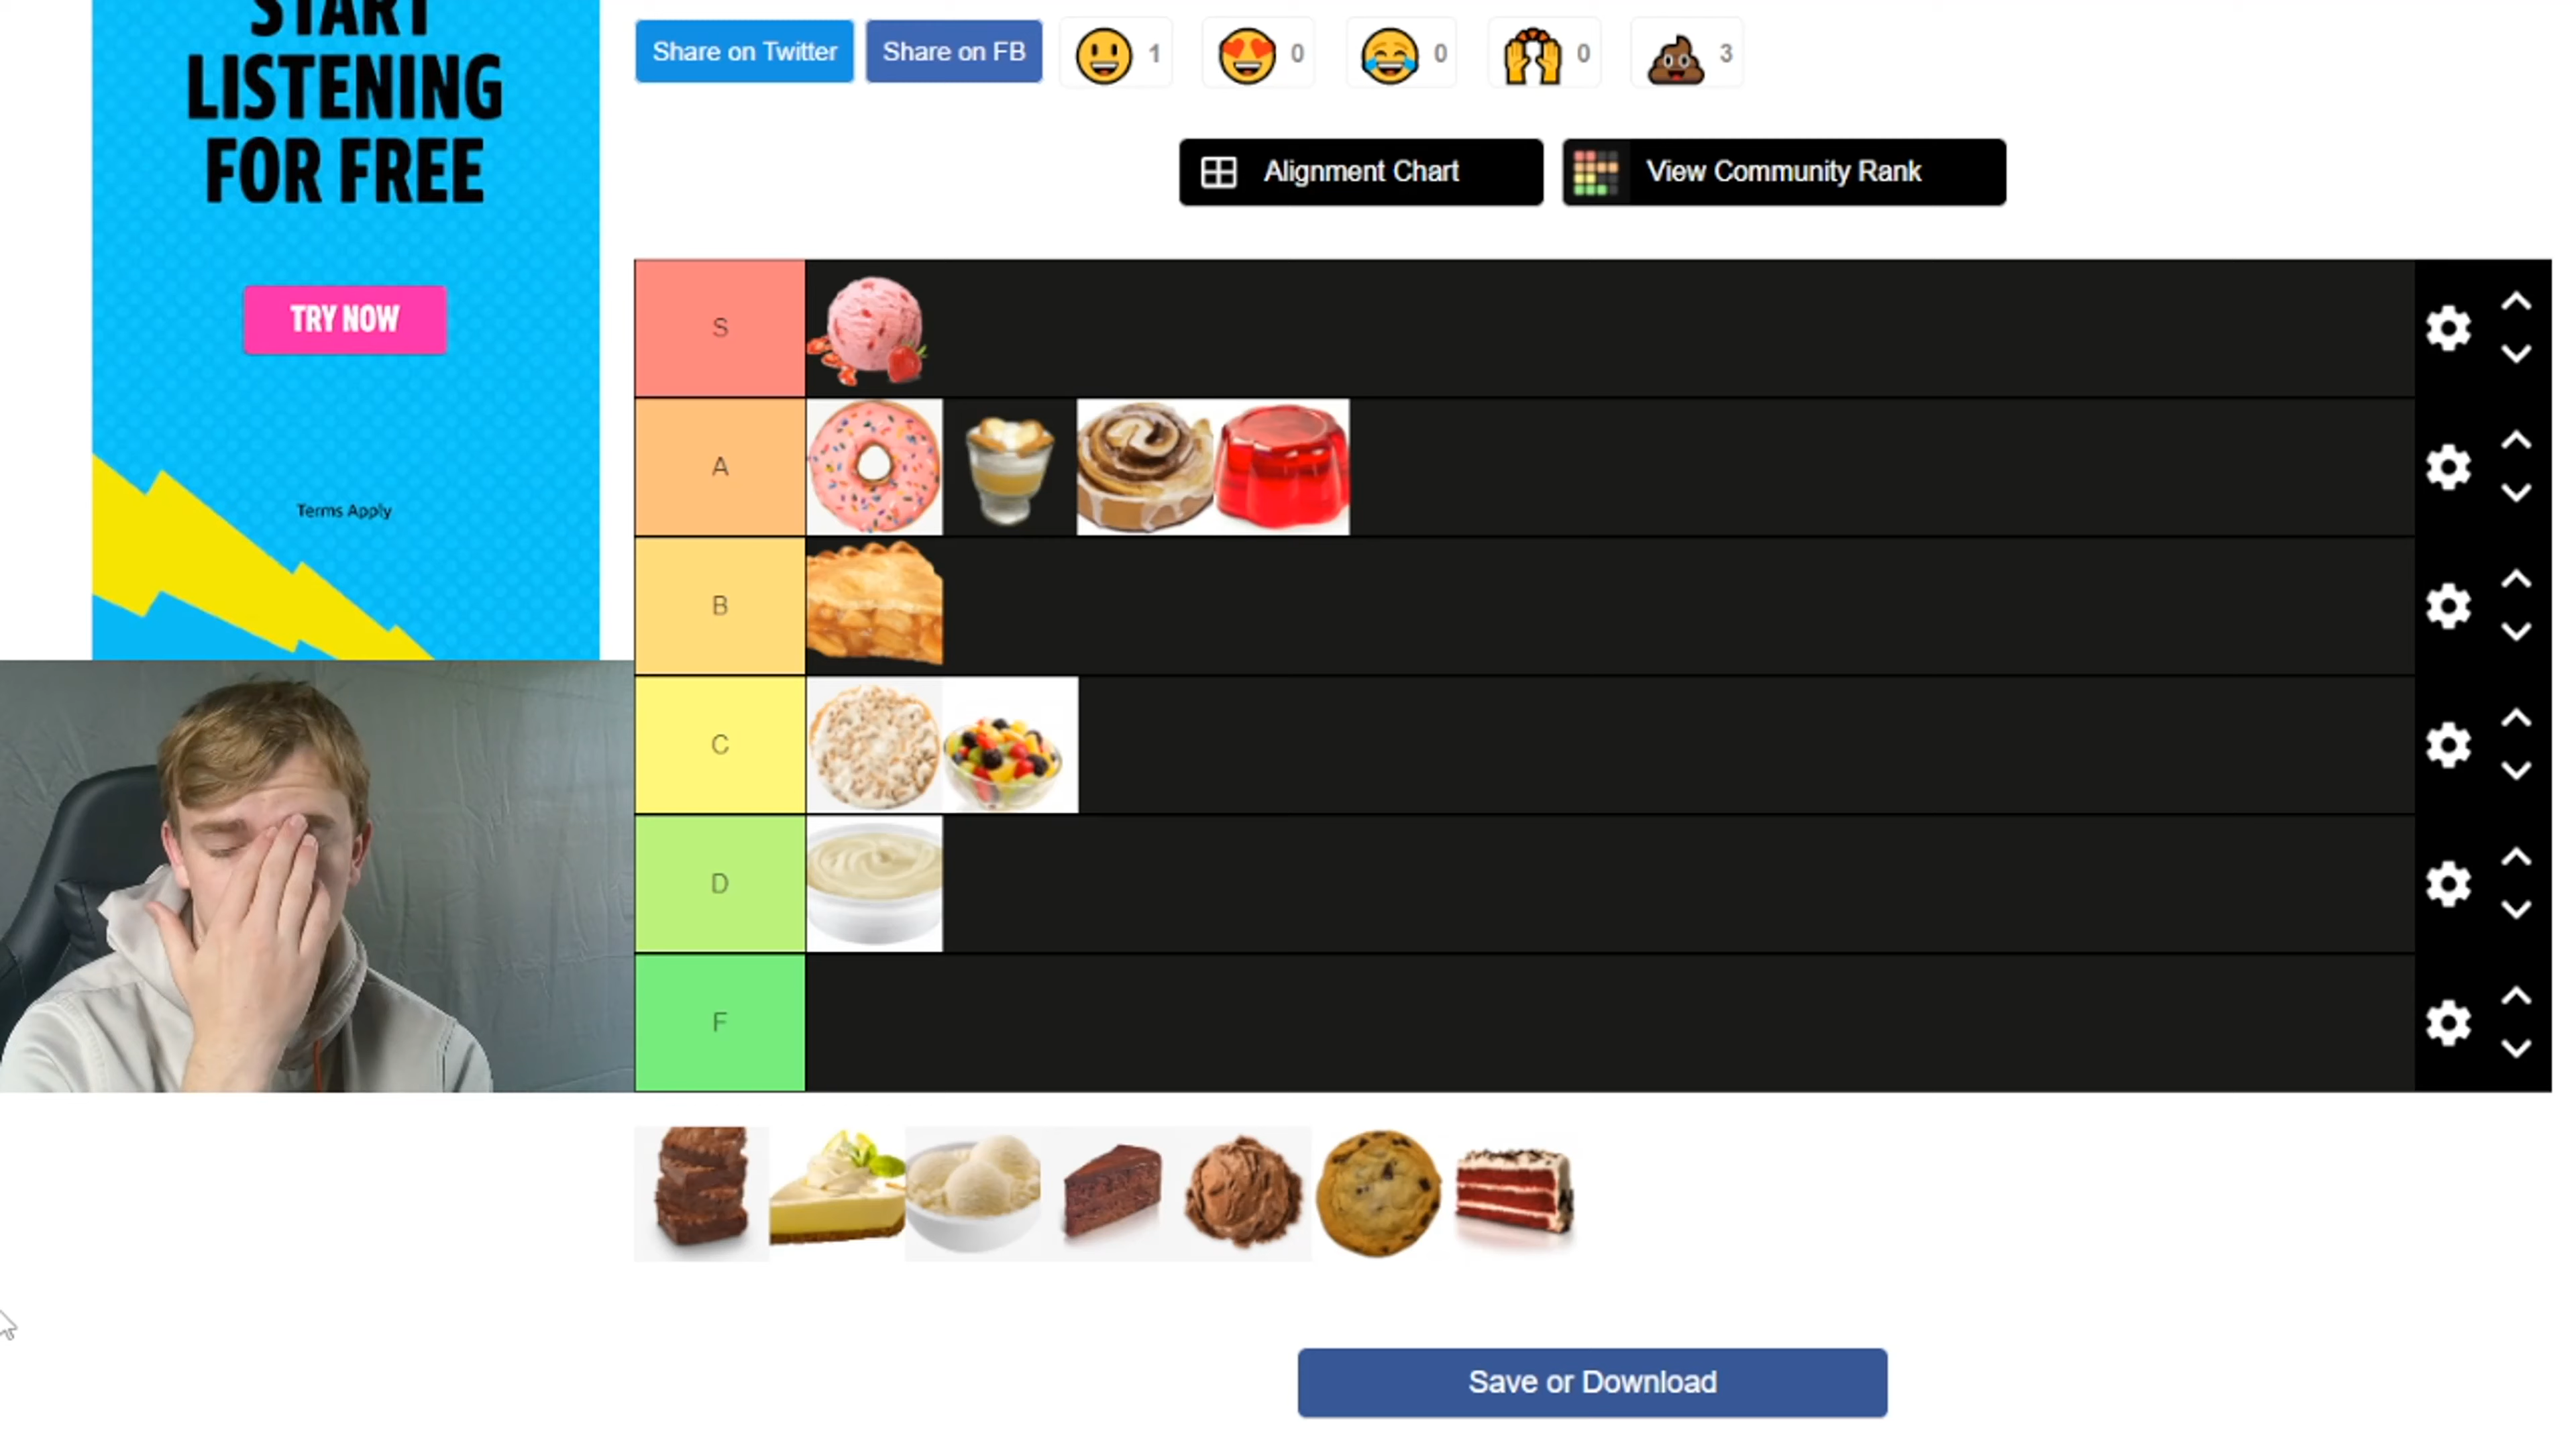 START
LISTENING
FOR FREE
TRY NOW
Terms Apply
Share on Twitter
Share on FB
1
0
0
0
3
Alignment Chart
View Community Rank
S
A
B
C
D
F
Save or Download